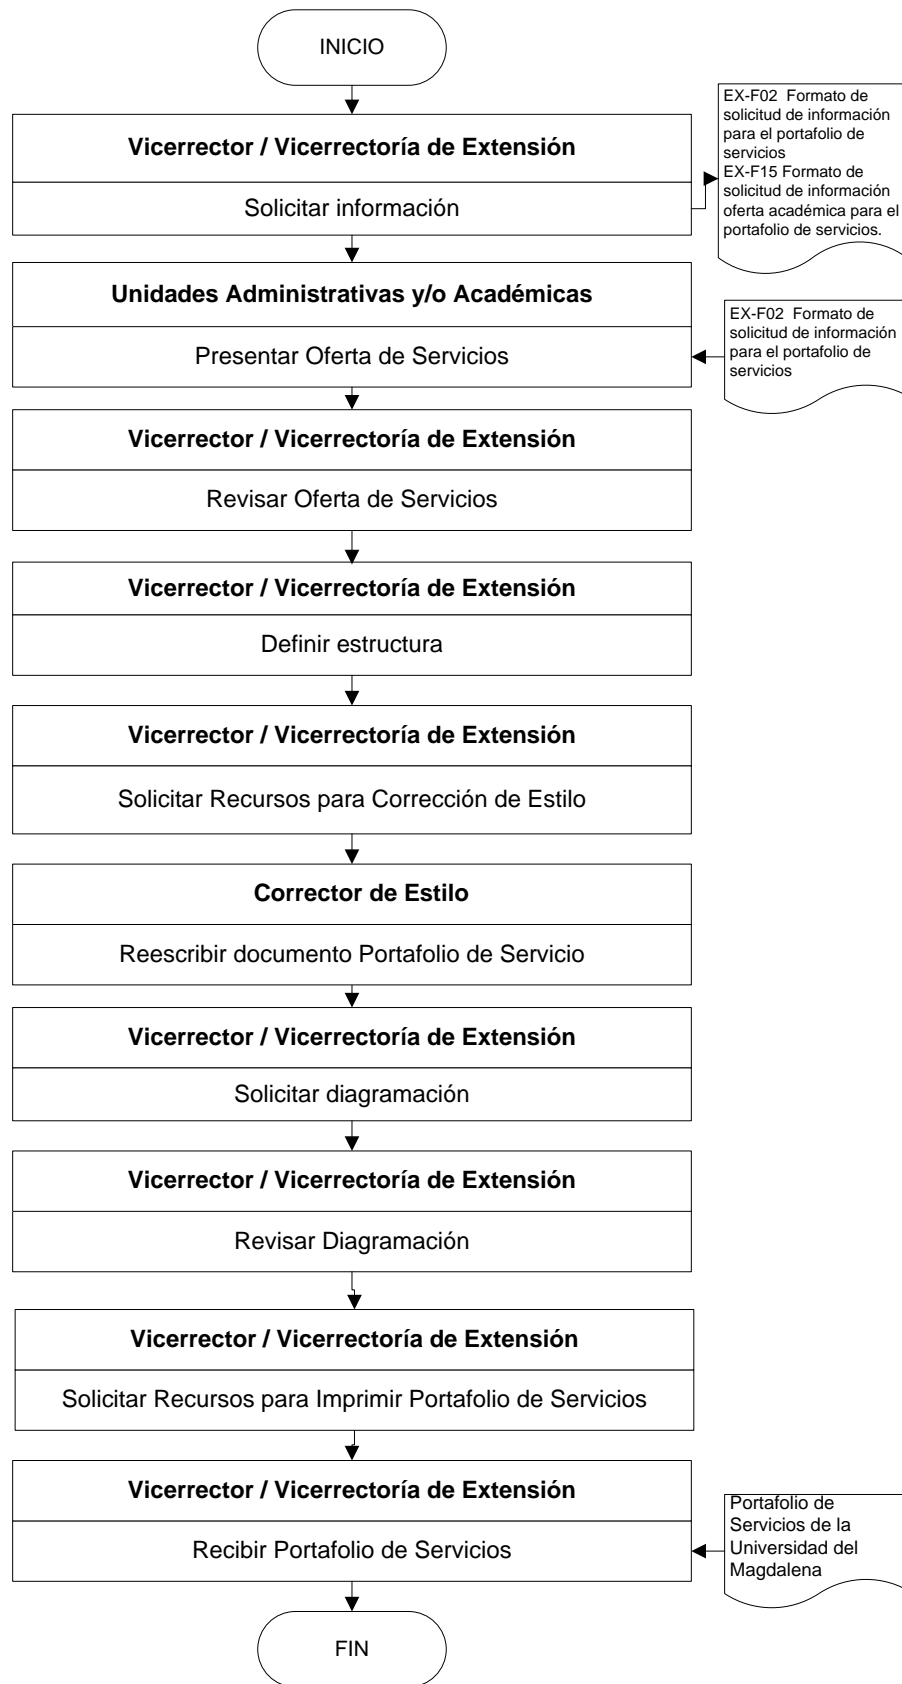 INICIO
Vicerrector / Vicerrectoría de Extensión
Solicitar información
EX-F02 Formato de
solicitud de información
para el portafolio de
servicios
EX-F15 Formato de
solicitud de información
oferta académica para el
portafolio de servicios.
Unidades Administrativas y/o Académicas
Presentar Oferta de Servicios
EX-F02 Formato de
solicitud de información
para el portafolio de
servicios
Vicerrector / Vicerrectoría de Extensión
Revisar Oferta de Servicios
Vicerrector / Vicerrectoría de Extensión
Definir estructura
Vicerrector / Vicerrectoría de Extensión
Solicitar Recursos para Corrección de Estilo
Corrector de Estilo
Reescribir documento Portafolio de Servicio
Vicerrector / Vicerrectoría de Extensión
Solicitar diagramación
Vicerrector / Vicerrectoría de Extensión
Revisar Diagramación
Vicerrector / Vicerrectoría de Extensión
Solicitar Recursos para Imprimir Portafolio de Servicios
Vicerrector / Vicerrectoría de Extensión
Recibir Portafolio de Servicios
Portafolio de
Servicios de la
Universidad del
Magdalena
FIN